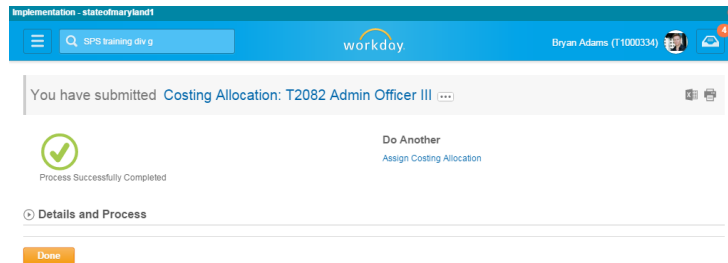 Implementation - stateofmaryland1
SPS training div g
workday.
Bryan Adams (T1000334)
4
You have submitted Costing Allocation: T2082 Admin Officer III
Do Another
Assign Costing Allocation
Process Successfully Completed
Details and Process
Done